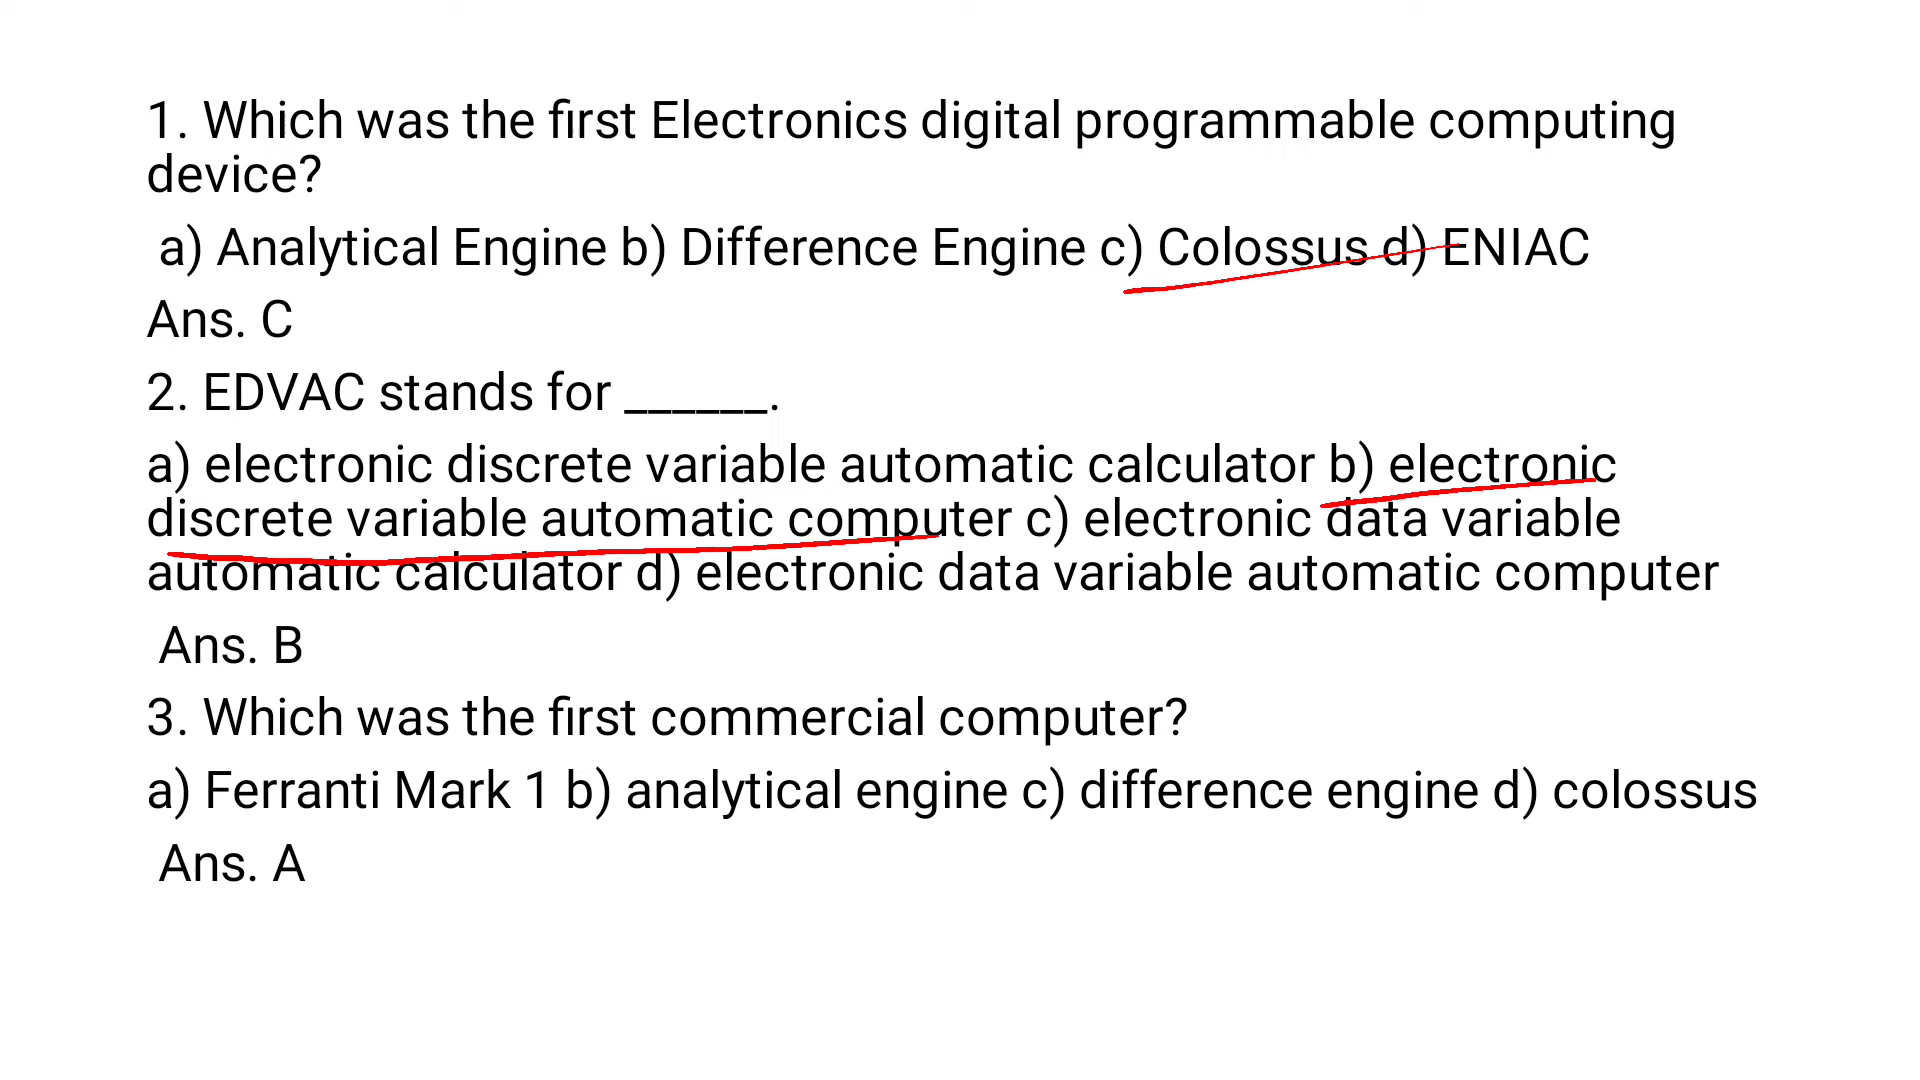 1. Which was the first Electronics digital programmable computing
device?
a) Analytical Engine b) Difference Engine c) Colossus d) ENIAC
Ans. C
2. EDVAC stands for ______.
a) electronic discrete variable automatic calculator b) electronic
discrete variable automatic computer c) electronic data variable
automatic calculator d) electronic data variable automatic computer
Ans. B
3. Which was the first commercial computer?
a) Ferranti Mark 1 b) analytical engine c) difference engine d) colossus
Ans. A